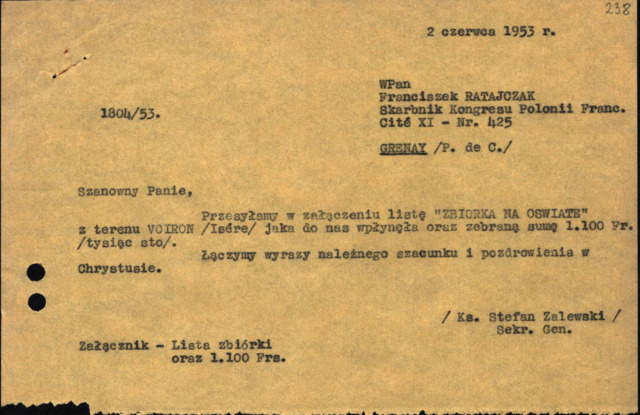 238
2 czerwca 1953 r.
WPan
Franciszek RATAJCZAK
Skarbnik Kongresu Polonii Franc.
Cité XI - Nr. 425
1804/53.
GRENAY /P. de C./
Szanowny Panie,
Przesyłamy w załączeniu listę "ZBIORKA NA OSWIATE"
z terenu VOIRON /Isére/ jaka do nas wpłynęła oraz zebraną sumę 1.100 Fr.
/tysiąc sto/.
Łączymy wyrazy należnego szacunku i pozdrowienia w
Chrystusie.
/ Ks. Stefan Zalewski /
Sekr. Gen.
Załącznik - Lista zbiórki
oraz 1.100 Frs.